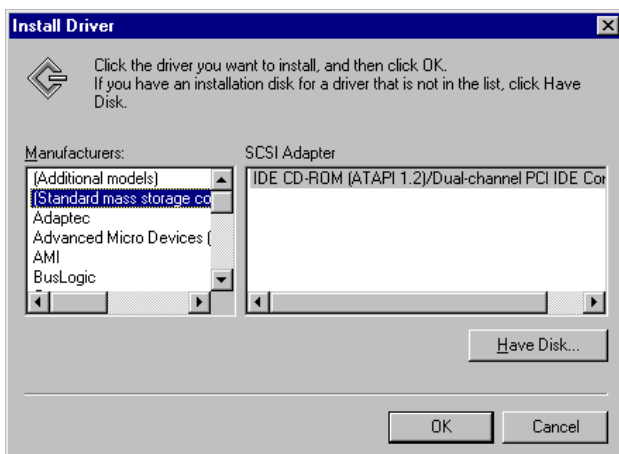 Install Driver
Click the driver you want to install, and then click OK.
If you have an installation disk for a driver that is not in the list, click Have
Disk.
Manufacturers:
(Additional models)
(Standard mass storage co
Adaptec
Advanced Micro Devices (
AMI
BusLogic
SCSI Adapter
IDE CD-ROM (ATAPI 1.2)/Dual-channel PCI IDE Cor
Have Disk...
OK
Cancel